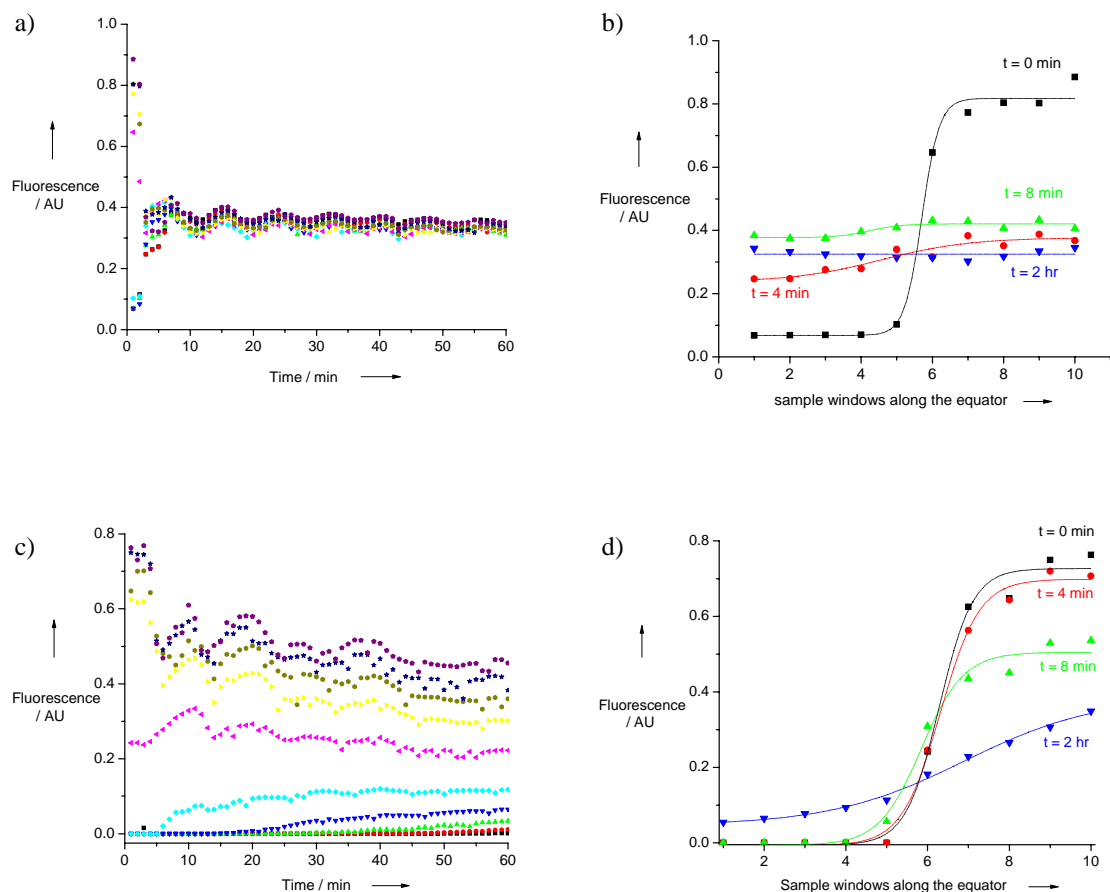 a)
1.0
0.8
0.6
0.4
0.2
0.0
Fluorescence
/ AU
0 10 20 30 40 50 60
Time / min
b)
1.0
0.8
0.6
0.4
0.2
0.0
Fluorescence
/ AU
t = 0 min
t = 8 min
t = 2 hr
t = 4 min
0 2 4 6 8 10
sample windows along the equator
c)
0.8
0.6
0.4
0.2
0.0
Fluorescence
/ AU
0 10 20 30 40 50 60
Time / min
d)
0.8
0.6
0.4
0.2
0.0
Fluorescence
/ AU
t = 0 min
t = 4 min
t = 8 min
t = 2 hr
2 4 6 8 10
Sample windows along the equator